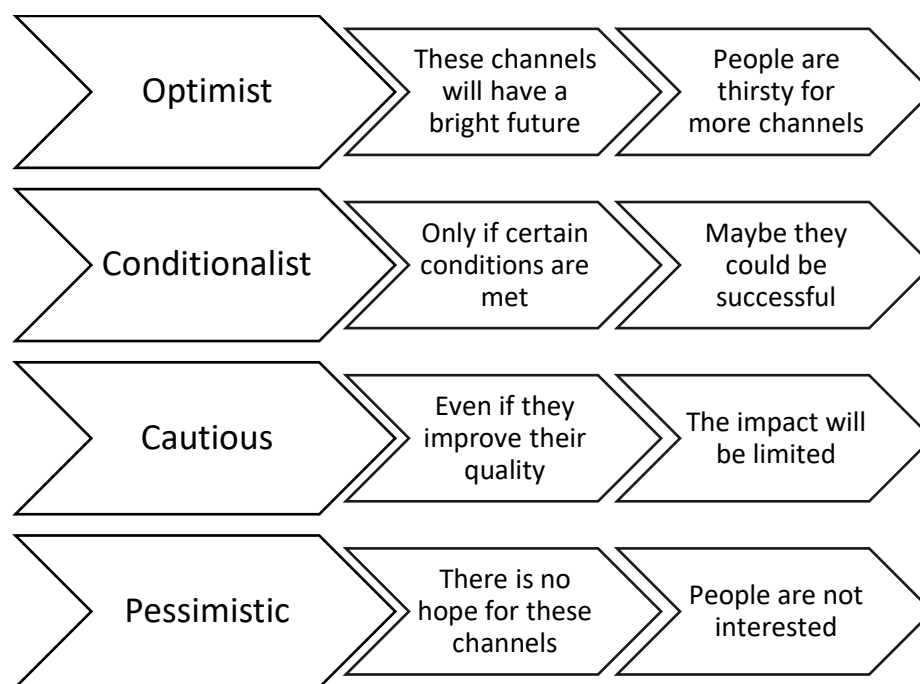 Optimist
These channels
will have a
bright future
People are
thirsty for
more channels
Conditionalist
Only if certain
conditions are
met
Maybe they
could be
successful
Cautious
Even if they
improve their
quality
The impact will
be limited
Pessimistic
There is no
hope for these
channels
People are not
interested